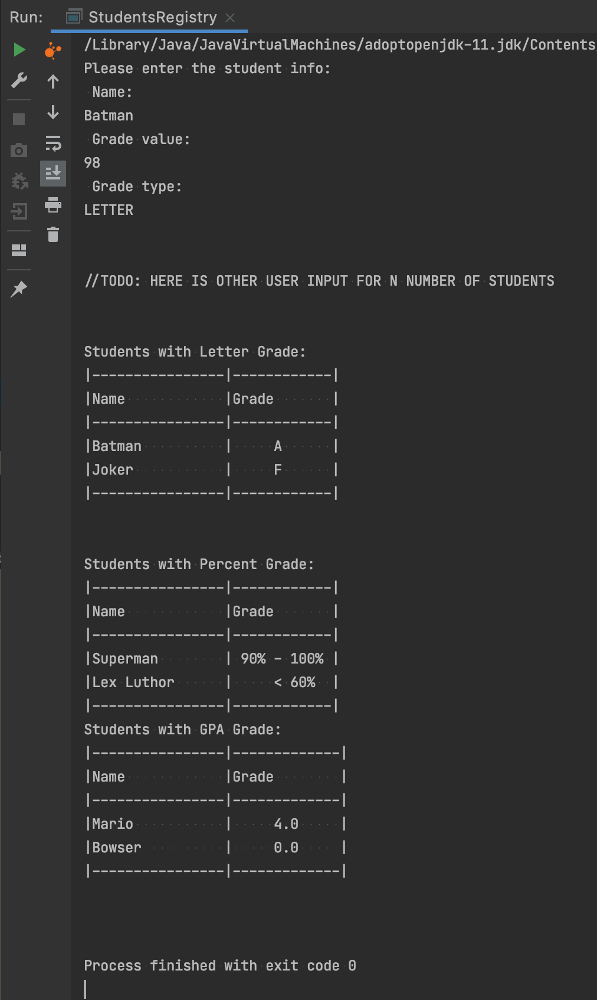 Run: StudentsRegistry
/Library/Java/JavaVirtualMachines/adoptopenjdk-11.jdk/Contents
Please enter the student info:
 Name:
Batman
 Grade value:
98
 Grade type:
LETTER
//TODO: HERE IS OTHER USER INPUT FOR N NUMBER OF STUDENTS
Students with Letter Grade:
|----------------|------------|
|Name            |Grade       |
|----------------|------------|
|Batman          |     A      |
|Joker           |     F      |
|----------------|------------|
Students with Percent Grade:
|----------------|------------|
|Name            |Grade       |
|----------------|------------|
|Superman        | 90% - 100% |
|Lex Luthor      |     < 60%  |
|----------------|------------|
Students with GPA Grade:
|----------------|-------------|
|Name            |Grade        |
|----------------|-------------|
|Mario           |     4.0     |
|Bowser          |     0.0     |
|----------------|-------------|
Process finished with exit code 0